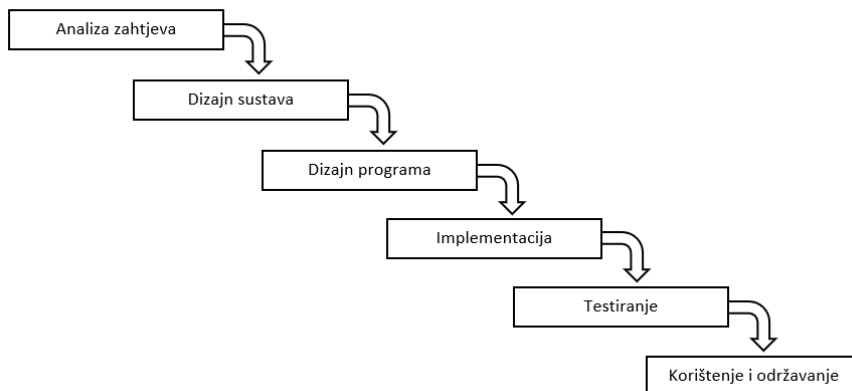 Analiza zahtjeva
Dizajn sustava
Dizajn programa
Implementacija
Testiranje
Korištenje i održavanje